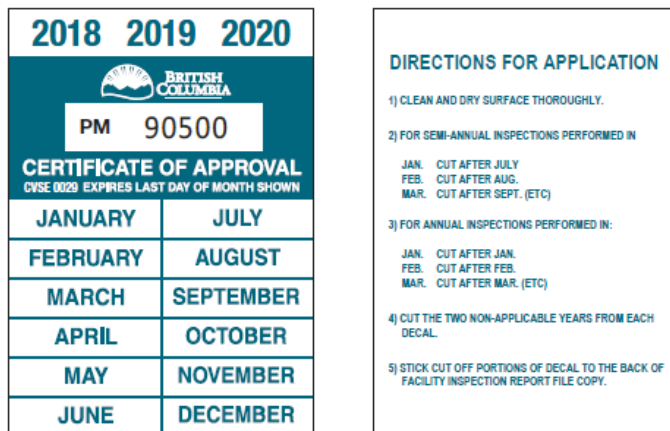 2018 2019 2020
BRITISH
COLUMBIA
PM 90500
CERTIFICATE OF APPROVAL
CVSE 0029 EXPIRES LAST DAY OF MONTH SHOWN
JANUARY JULY
FEBRUARY AUGUST
MARCH SEPTEMBER
APRIL OCTOBER
MAY NOVEMBER
JUNE DECEMBER
DIRECTIONS FOR APPLICATION
1) CLEAN AND DRY SURFACE THOROUGHLY.
2) FOR SEMI-ANNUAL INSPECTIONS PERFORMED IN
JAN. CUT AFTER JULY
FEB. CUT AFTER AUG.
MAR. CUT AFTER SEPT. (ETC)
3) FOR ANNUAL INSPECTIONS PERFORMED IN:
JAN. CUT AFTER JAN.
FEB. CUT AFTER FEB.
MAR. CUT AFTER MAR. (ETC)
4) CUT THE TWO NON-APPLICABLE YEARS FROM EACH
DECAL.
5) STICK CUT OFF PORTIONS OF DECAL TO THE BACK OF
FACILITY INSPECTION REPORT FILE COPY.